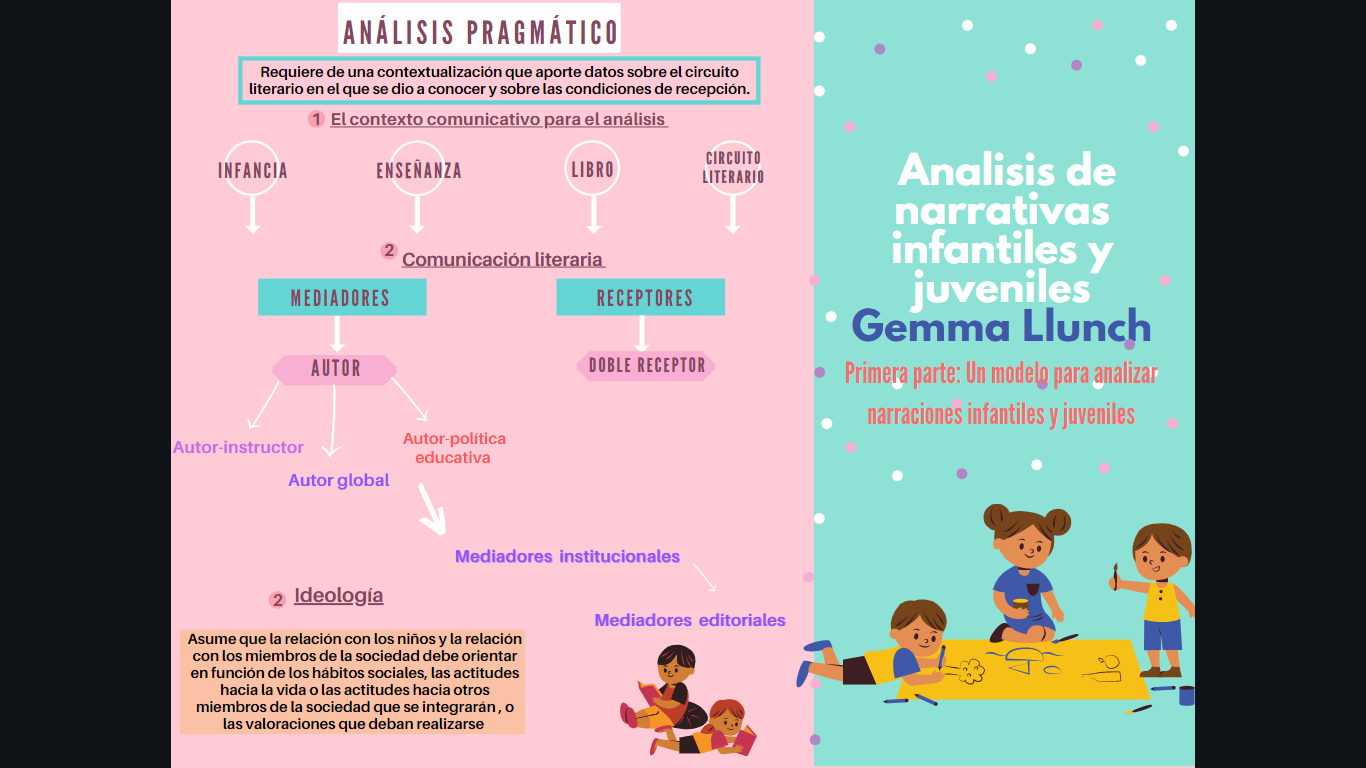 ANÁLISIS PRAGMÁTICO
Requiere de una contextualización que aporte datos sobre el circuito
literario en el que se dio a conocer y sobre las condiciones de recepción.
1 El contexto comunicativo para el análisis
INFANCIA
ENSEÑANZA
LIBRO
CIRCUITO
LITERARIO
2 Comunicación literaria
MEDIADORES
RECEPTORES
AUTOR
DOBLE RECEPTOR
Autor-instructor
Autor global
Autor-política
educativa
Mediadores institucionales
Mediadores editoriales
2 Ideología
Asume que la relación con los niños y la relación
con los miembros de la sociedad debe orientar
en función de los hábitos sociales, las actitudes
hacia la vida o las actitudes hacia otros
miembros de la sociedad que se integrarán , o
las valoraciones que deban realizarse
Analisis de
narrativas
infantiles y
juveniles
Gemma Llunch
Primera parte: Un modelo para analizar
narraciones infantiles y juveniles